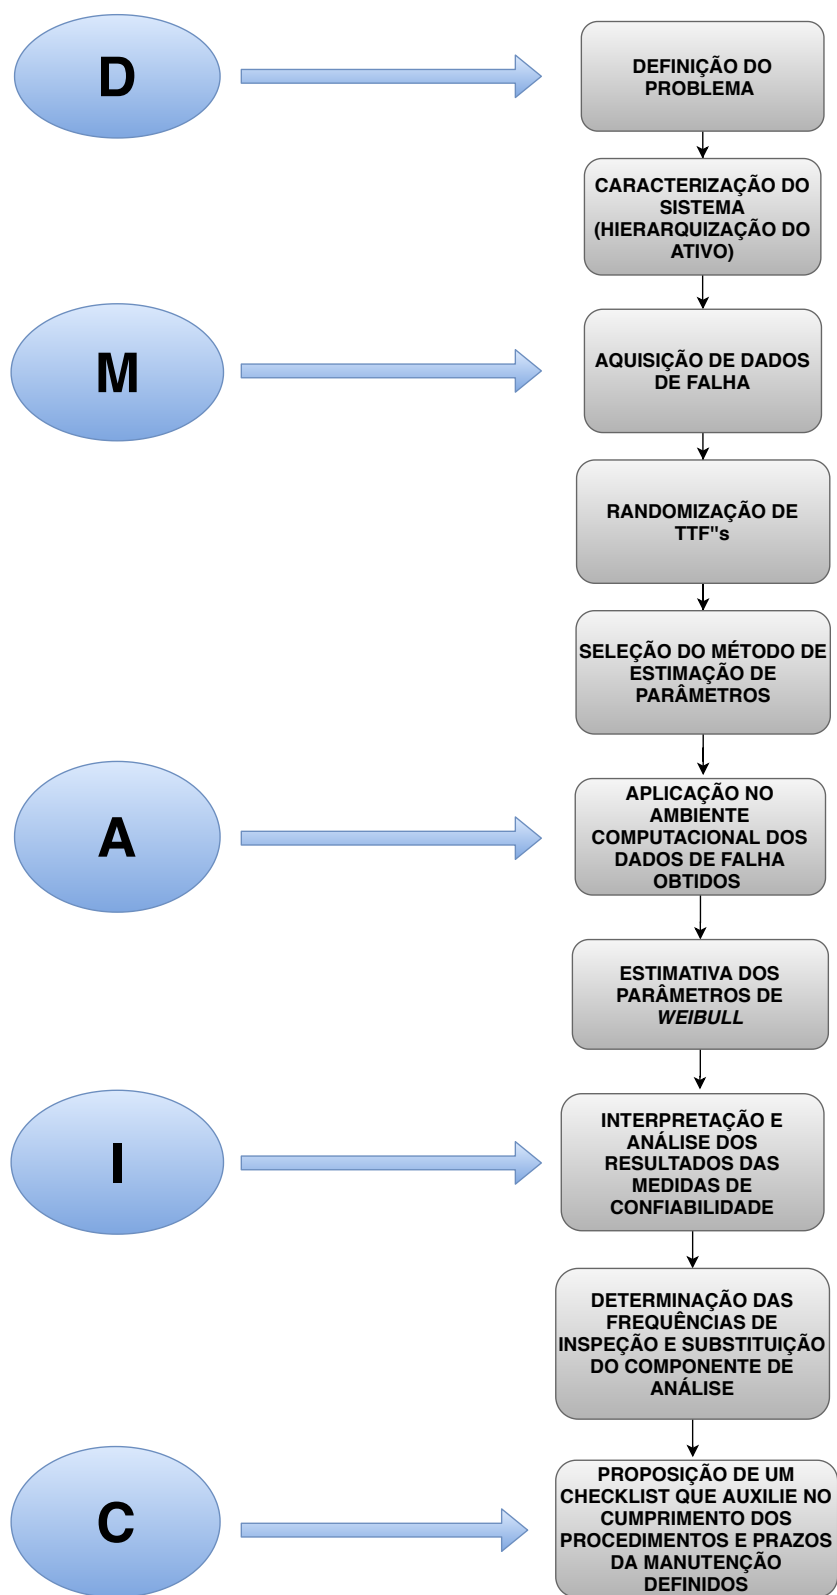 D
DEFINIÇÃO DO
PROBLEMA
CARACTERIZAÇÃO DO
SISTEMA
(HIERARQUIZAÇÃO DO
ATIVO)
M
AQUISIÇÃO DE DADOS
DE FALHA
RANDOMIZAÇÃO DE
TTF"s
SELEÇÃO DO MÉTODO DE
ESTIMAÇÃO DE
PARÂMETROS
A
APLICAÇÃO NO
AMBIENTE
COMPUTACIONAL DOS
DADOS DE FALHA
OBTIDOS
ESTIMATIVA DOS
PARÂMETROS DE
WEIBULL
I
INTERPRETAÇÃO E
ANÁLISE DOS
RESULTADOS DAS
MEDIDAS DE
CONFIABILIDADE
DETERMINAÇÃO DAS
FREQUÊNCIAS DE
INSPEÇÃO E SUBSTITUIÇÃO
DO COMPONENTE DE
ANÁLISE
C
PROPOSIÇÃO DE UM
CHECKLIST QUE AUXILIE NO
CUMPRIMENTO DOS
PROCEDIMENTOS E PRAZOS
DA MANUTENÇÃO
DEFINIDOS